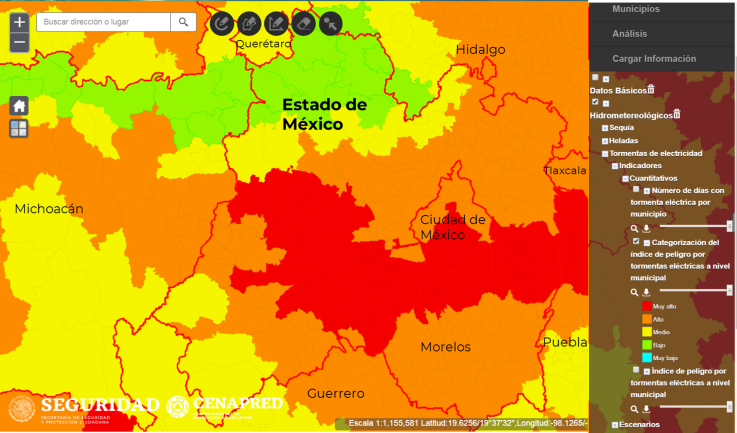 Buscar dirección o lugar
Querétaro
Hidalgo
Estado de
México
Tlaxcala
Michoacán
Ciudad de
México
Morelos
Puebla
Guerrero
SEGURIDAD
SECRETARÍA DE SEGURIDAD
Y PROTECCIÓN CIUDADANA
CENAPRED
Escala 1:1,155,581 Latitud:19.6256/19°37'32",Longitud:-98.1265/-
Municipios
Análisis
Cargar Información
Datos Básicos
Hidrometereológicos
Sequía
Heladas
Tormentas de electricidad
Indicadores
Cuantitativos
Número de días con
tormenta eléctrica por
municipio
Categorización del
índice de peligro por
tormentas eléctricas a nivel
municipal
Muy alto
Alto
Medio
Bajo
Muy bajo
Índice de peligro por
tormentas eléctricas a nivel
municipal
Escenarios